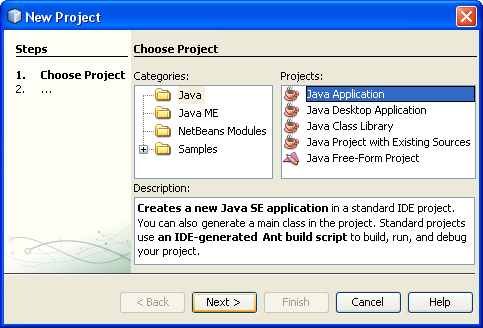 New Project
Steps
1. Choose Project
2. ...
Choose Project
Categories:
Java
Java ME
NetBeans Modules
Samples
Projects:
Java Application
Java Desktop Application
Java Class Library
Java Project with Existing Sources
Java Free-Form Project
Description:
Creates a new Java SE application in a standard IDE project.
You can also generate a main class in the project. Standard projects
use an IDE-generated Ant build script to build, run, and debug
your project.
< Back
Next >
Finish
Cancel
Help